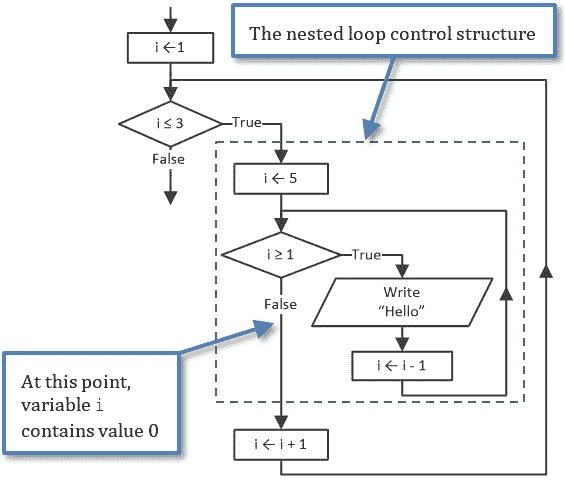 i ←1
The nested loop control structure
i ≤ 3
True
False
i ← 5
i ≥ 1
True
False
Write
“Hello”
i ← i - 1
At this point,
variable i
contains value 0
i ← i + 1